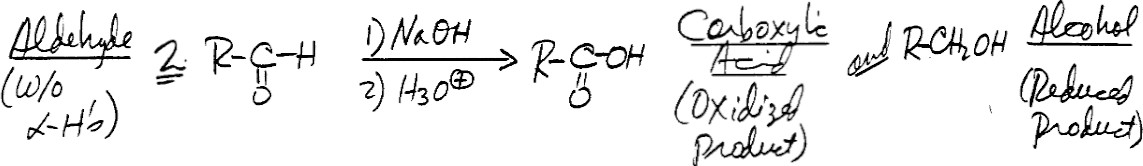 Aldehyde
(w/o
α-H's)
2 R-C-H
O
1) NaOH
2) H3O⊕
R-C-OH
O
Carboxylic
Acid
(Oxidized
Product)
and R-CH2OH
Alcohol
(Reduced
Product)